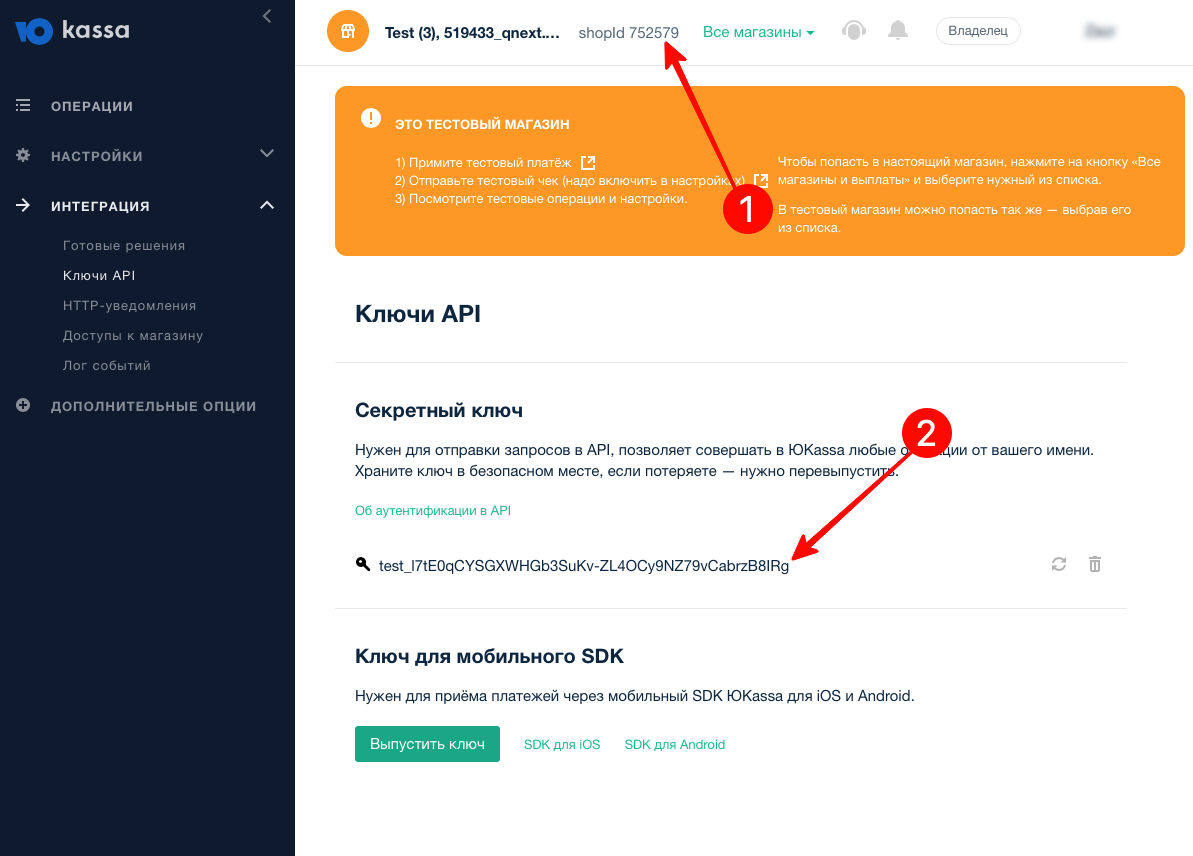 Ю kassa
Test (3), 519433_qnext....
shopId 752579
Все магазины
Владелец
ОПЕРАЦИИ
НАСТРОЙКИ
ИНТЕГРАЦИЯ
Готовые решения
Ключи API
HTTP-уведомления
Доступы к магазину
Лог событий
ДОПОЛНИТЕЛЬНЫЕ ОПЦИИ
ЭТО ТЕСТОВЫЙ МАГАЗИН
1) Примите тестовый платёж
2) Отправьте тестовый чек (надо включить в настройках)
3) Посмотрите тестовые операции и настройки.
Чтобы попасть в настоящий магазин, нажмите на кнопку «Все
магазины и выплаты» и выберите нужный из списка.
В тестовый магазин можно попасть так же — выбрав его
из списка.
1
Ключи API
Секретный ключ
Нужен для отправки запросов в API, позволяет совершать в ЮKassa любые операции от вашего имени.
Храните ключ в безопасном месте, если потеряете — нужно перевыпустить.
2
Об аутентификации в API
test_l7tE0qCYSGXWHGb3SuKv-ZL4OCy9NZ79vCabrzB8IRg
Ключ для мобильного SDK
Нужен для приёма платежей через мобильный SDK ЮKassa для iOS и Android.
Выпустить ключ
SDK для iOS
SDK для Android